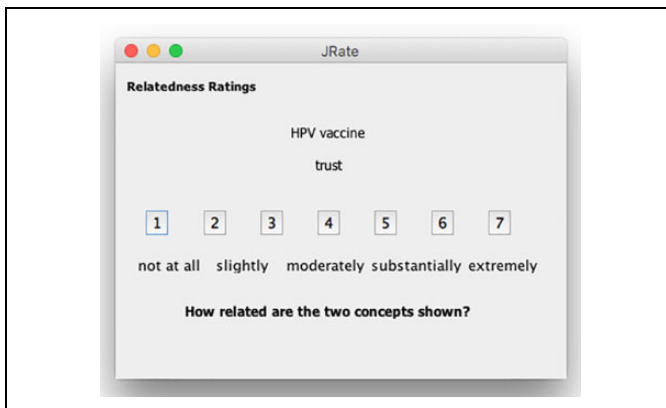 JRate
Relatedness Ratings
HPV vaccine
trust
1 2 3 4 5 6 7
not at all slightly moderately substantially extremely
How related are the two concepts shown?